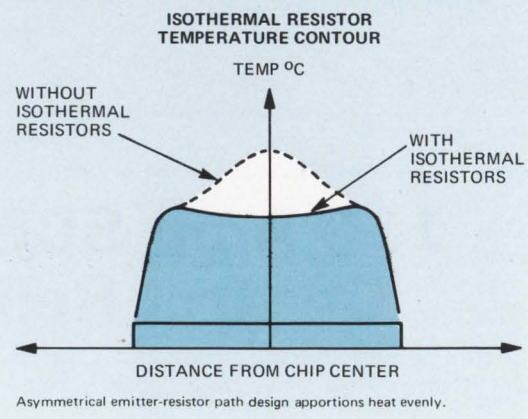 ISOTHERMAL RESISTOR
TEMPERATURE CONTOUR
TEMP ºC
WITHOUT
ISOTHERMAL
RESISTORS
WITH
ISOTHERMAL
RESISTORS
DISTANCE FROM CHIP CENTER
Asymmetrical emitter-resistor path design apportions heat evenly.